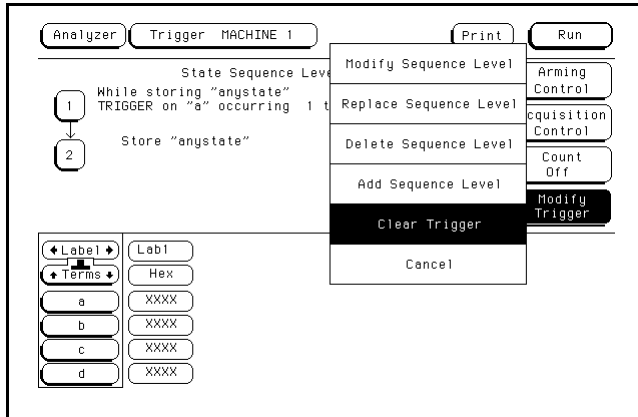 Analyzer
Trigger MACHINE 1
Print
Run
State Sequence Leve
While storing "anystate"
1
TRIGGER on "a" occurring 1 t
Store "anystate"
2
Modify Sequence Level
Replace Sequence Level
Delete Sequence Level
Add Sequence Level
Clear Trigger
Cancel
Arming
Control
cquisition
Control
Count
Off
Modify
Trigger
Label
Lab1
Terms
Hex
a
XXXX
b
XXXX
c
XXXX
d
XXXX